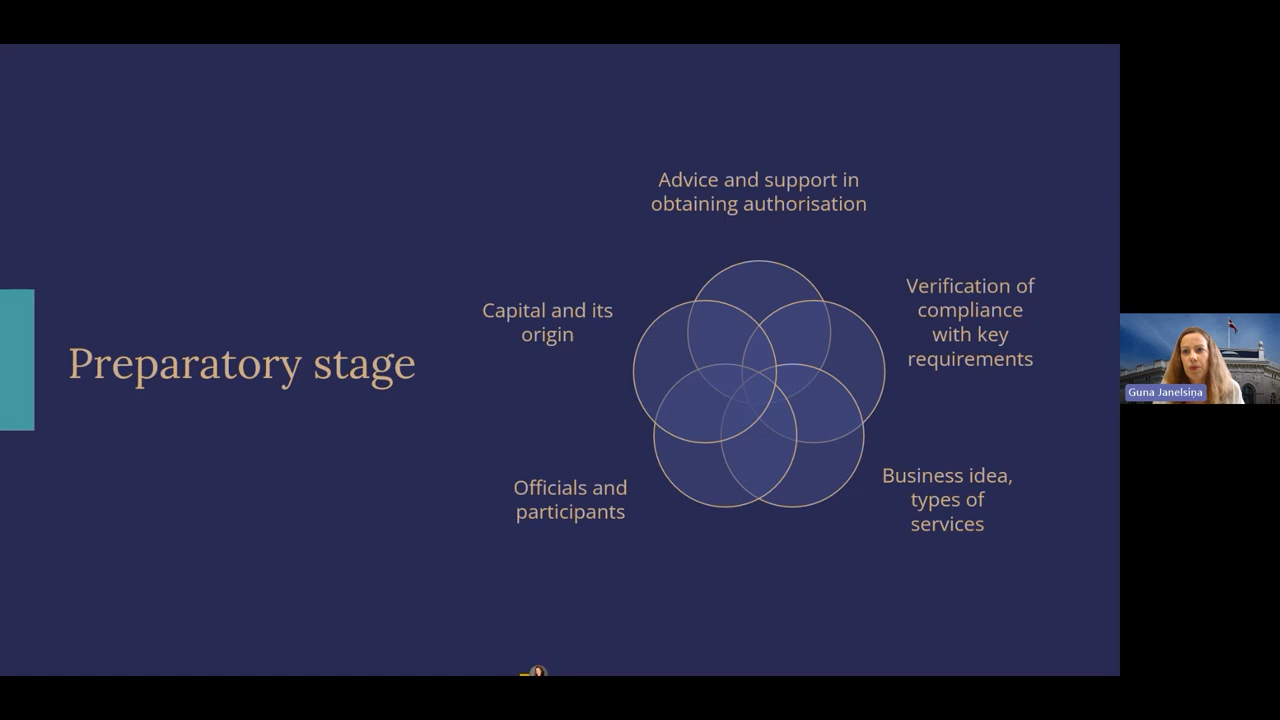 Preparatory stage
Advice and support in
obtaining authorisation
Verification of
compliance
with key
requirements
Business idea,
types of
services
Officials and
participants
Capital and its
origin
Guna Janelsiņa